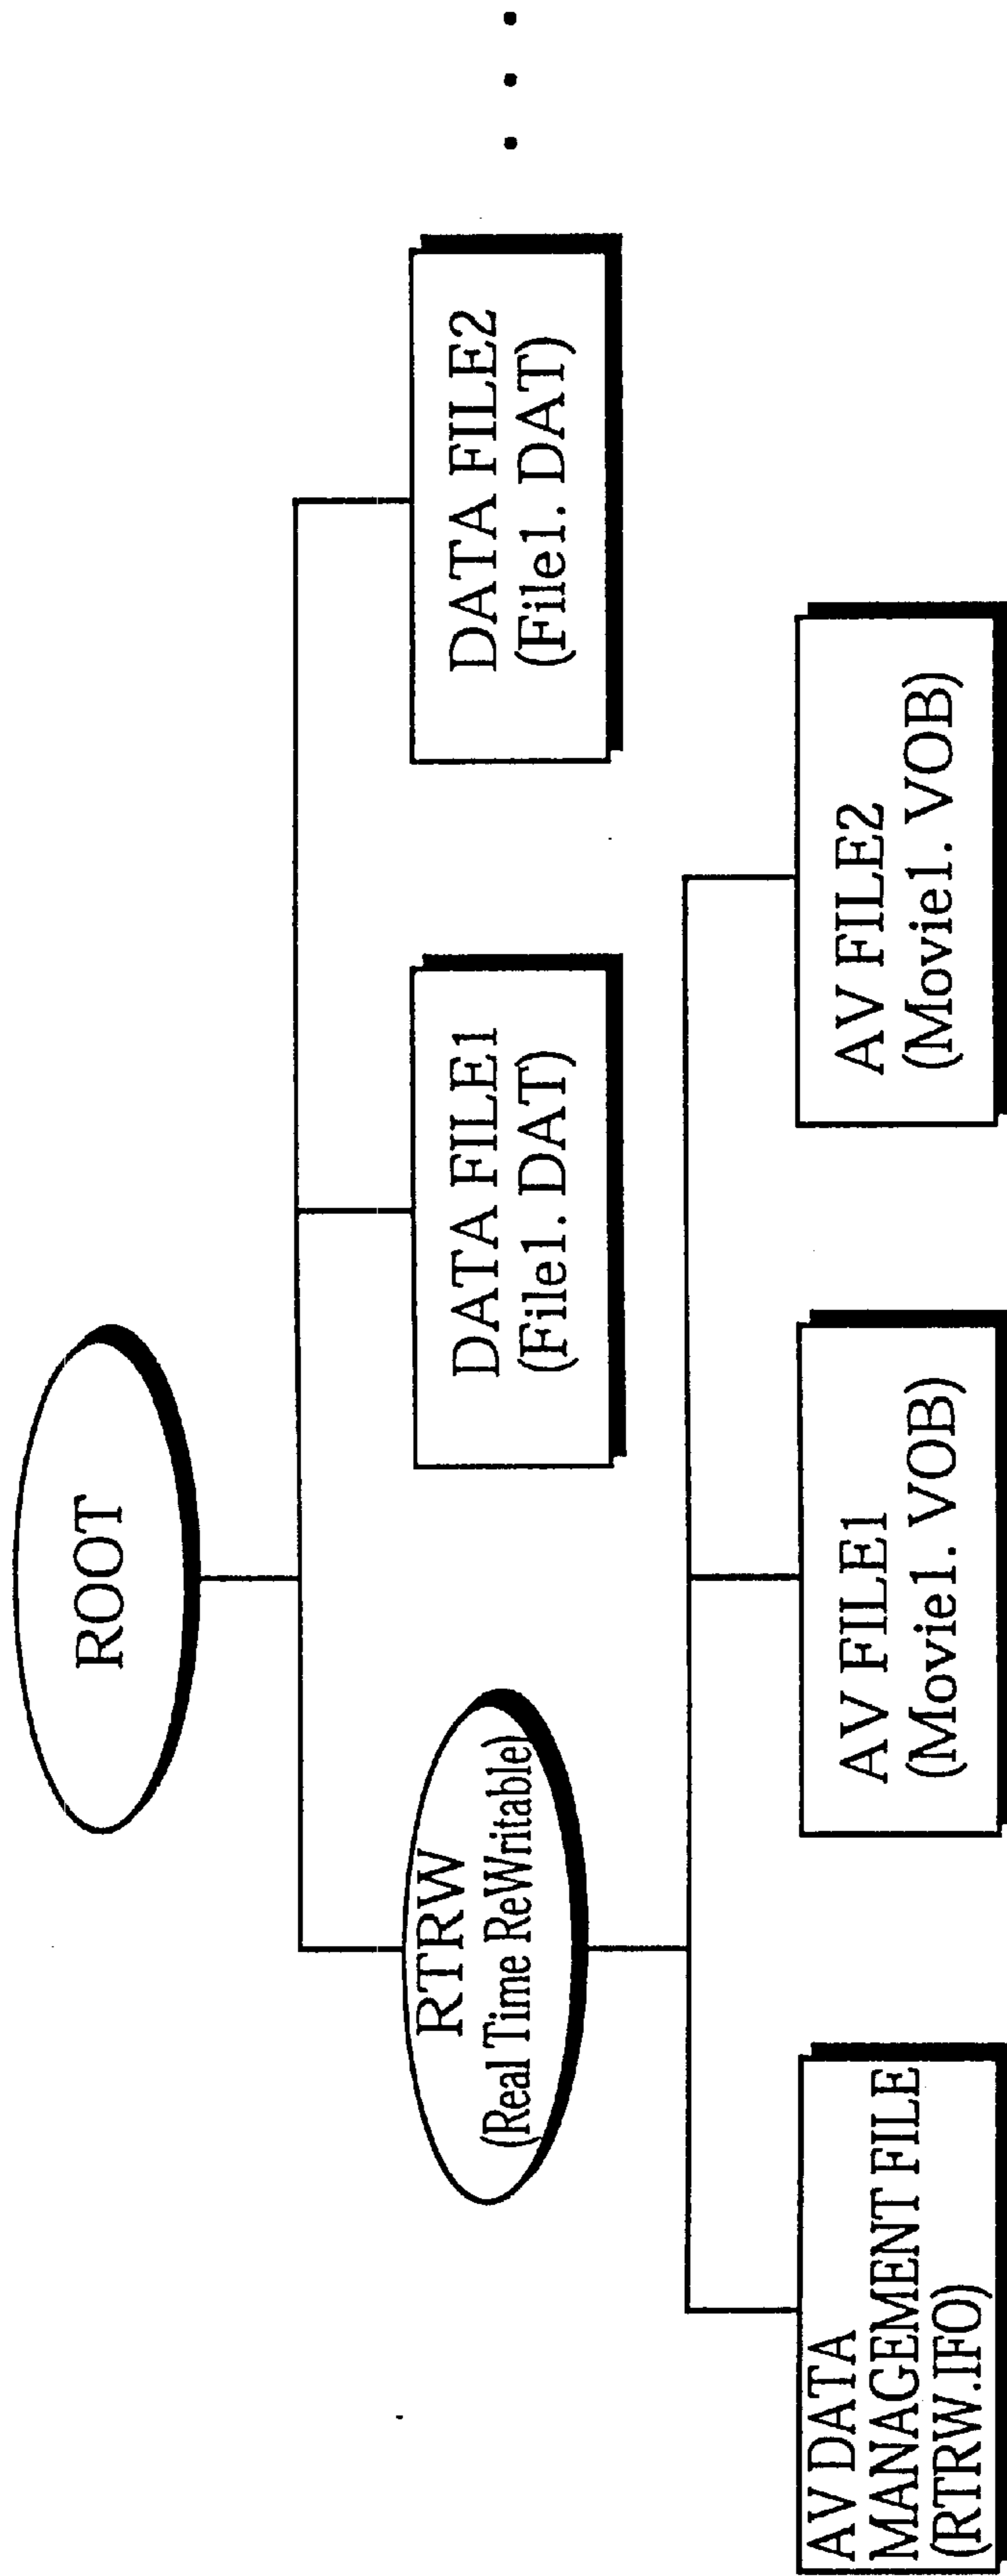 ROOT
RTRW
(Real Time ReWritable)
DATA FILE1
(File1. DAT)
DATA FILE2
(File1. DAT)
. . .
AV DATA
MANAGEMENT FILE
(RTRW.IFO)
AV FILE1
(Movie1. VOB)
AV FILE2
(Movie1. VOB)